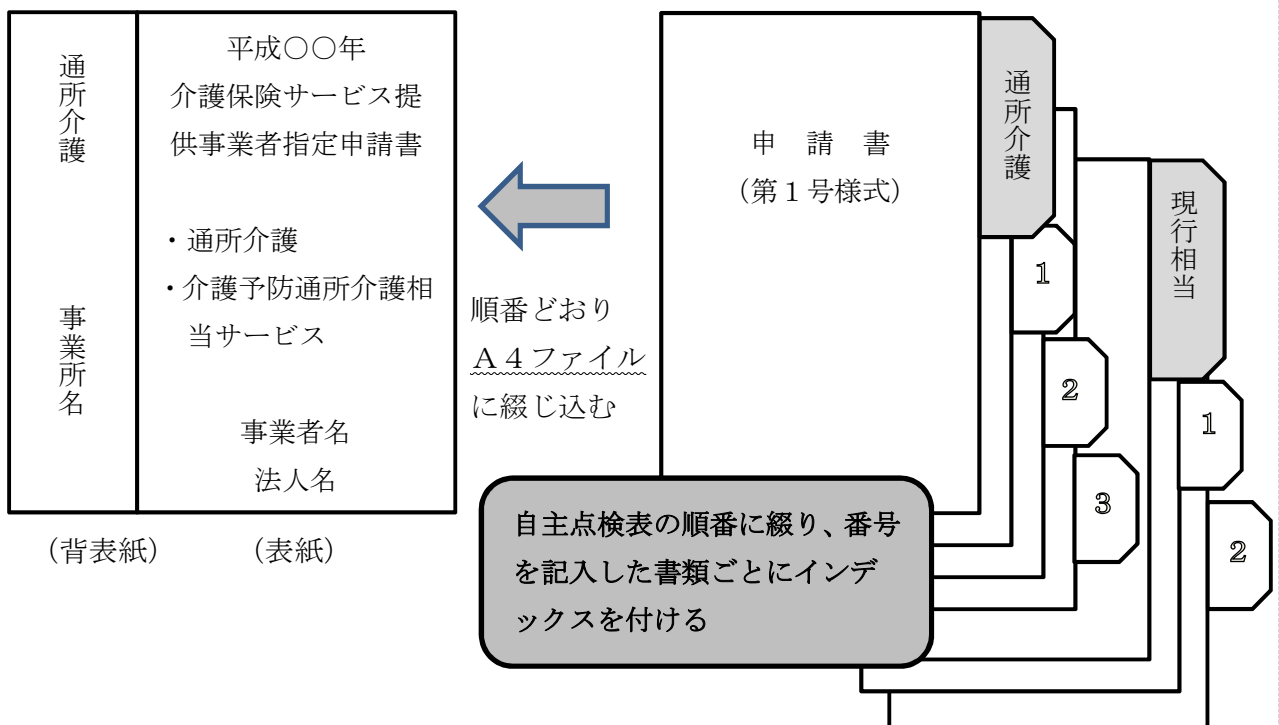 通所介護
事業所名
平成〇〇年
介護保険サービス提
供事業者指定申請書
・通所介護
・介護予防通所介護相
当サービス
事業者名
法人名
（背表紙）
（表紙）
順番どおり
Ａ４ファイル
に綴じ込む
申　請　書
（第１号様式）
通所介護
1
2
3
現行相当
1
2
自主点検表の順番に綴り、番号
を記入した書類ごとにインデ
ックスを付ける